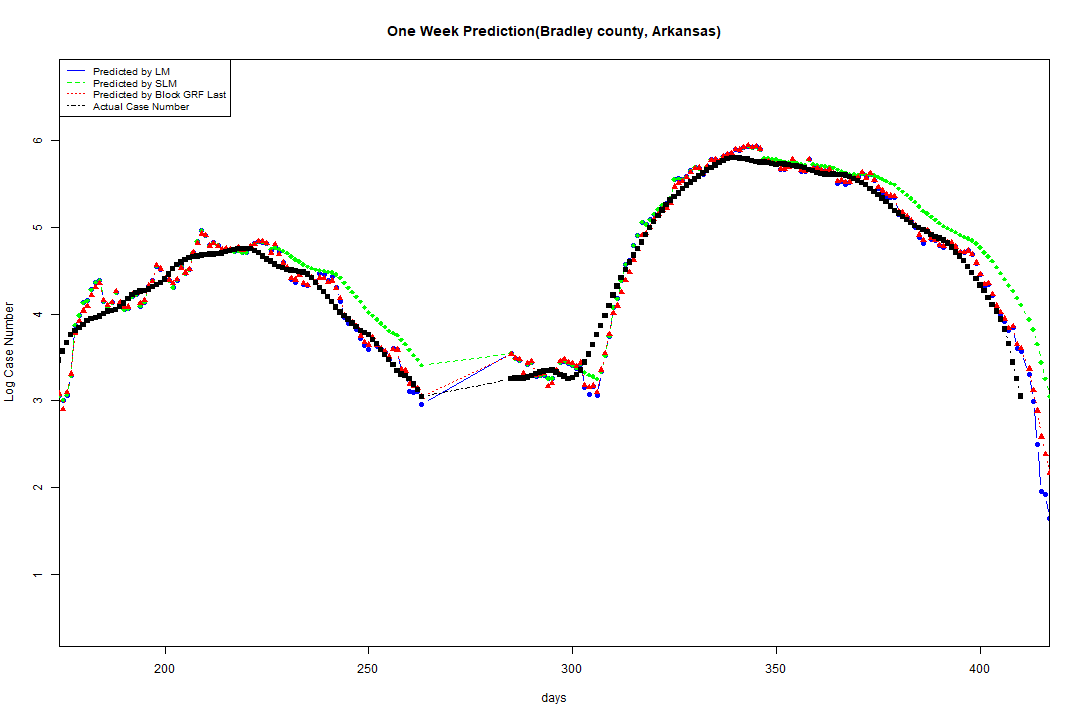 One Week Prediction(Bradley county, Arkansas)
Predicted by LM
Predicted by SLM
Predicted by Block GRF Last
Actual Case Number
6
5
4
3
2
1
Log Case Number
200 250 300 350 400
days